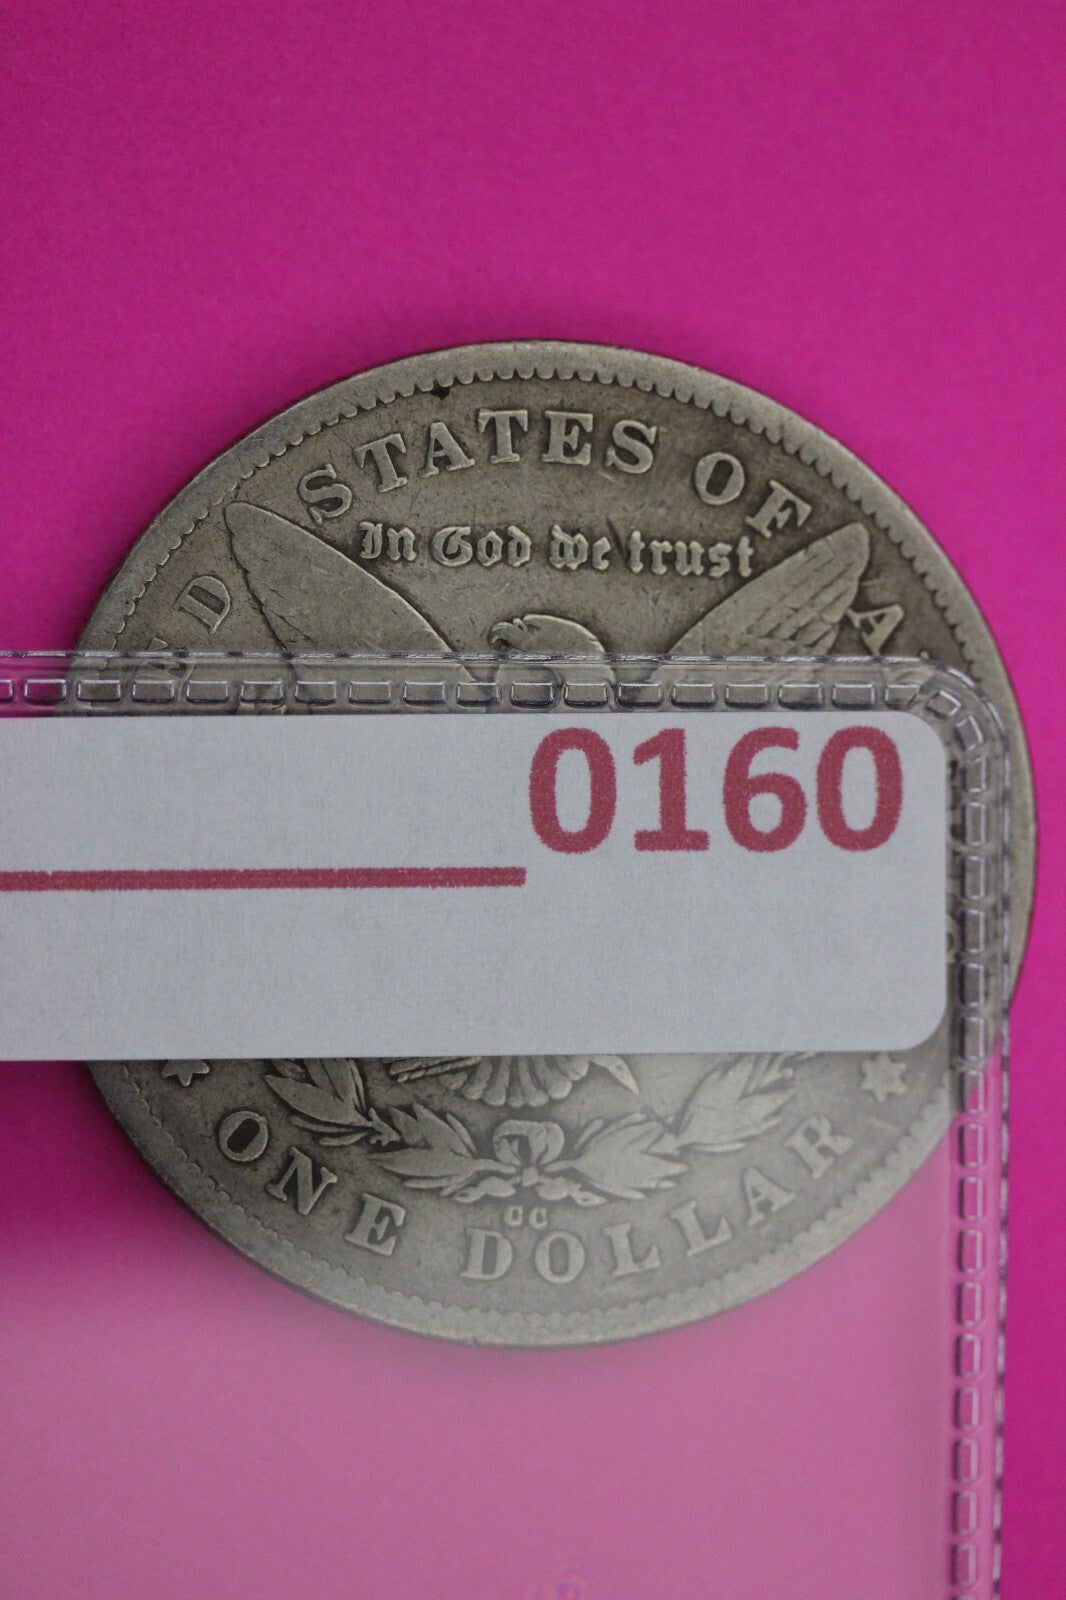 STATES OF A
In God we trust
0160
ONE DOLLAR
CC